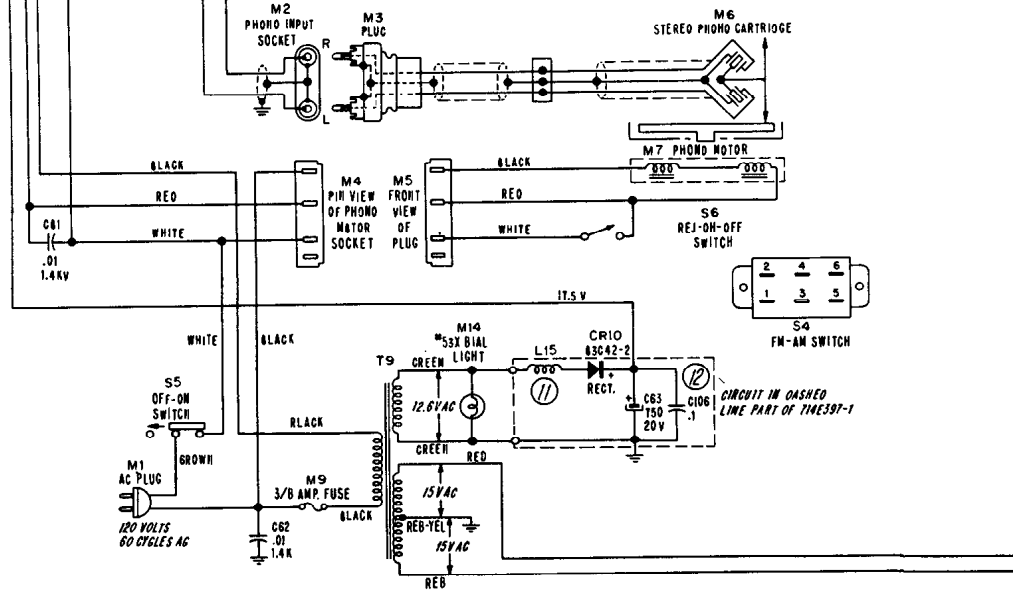 M2
PHONO INPUT
SOCKET
R
L
M3
PLUG
M6
STEREO PHONO CARTRIDGE
M7 PHONO MOTOR
BLACK
RED
WHITE
C61
.01
1.4KV
M4
PIN VIEW
OF PHONO
MOTOR
SOCKET
M5
FRONT
VIEW
OF
PLUG
BLACK
RED
WHITE
S6
REJ-ON-OFF
SWITCH
2 4 6
1 3 5
S4
FM-AM SWITCH
17.5 V
WHITE
BLACK
S5
OFF-ON
SWITCH
BROWN
M1
AC PLUG
120 VOLTS
60 CYCLES AC
BLACK
M9
3/8 AMP. FUSE
BLACK
C62
.01
1.4K
T9
GREEN
12.6VAC
GREEN
RED
M14
#53X DIAL
LIGHT
L15
11
CR10
83C42-2
RECT.
+
12
+
C63
750
20V
C106
.1
CIRCUIT IN DASHED
LINE PART OF 714E397-1
15VAC
RED-YEL
15VAC
RED